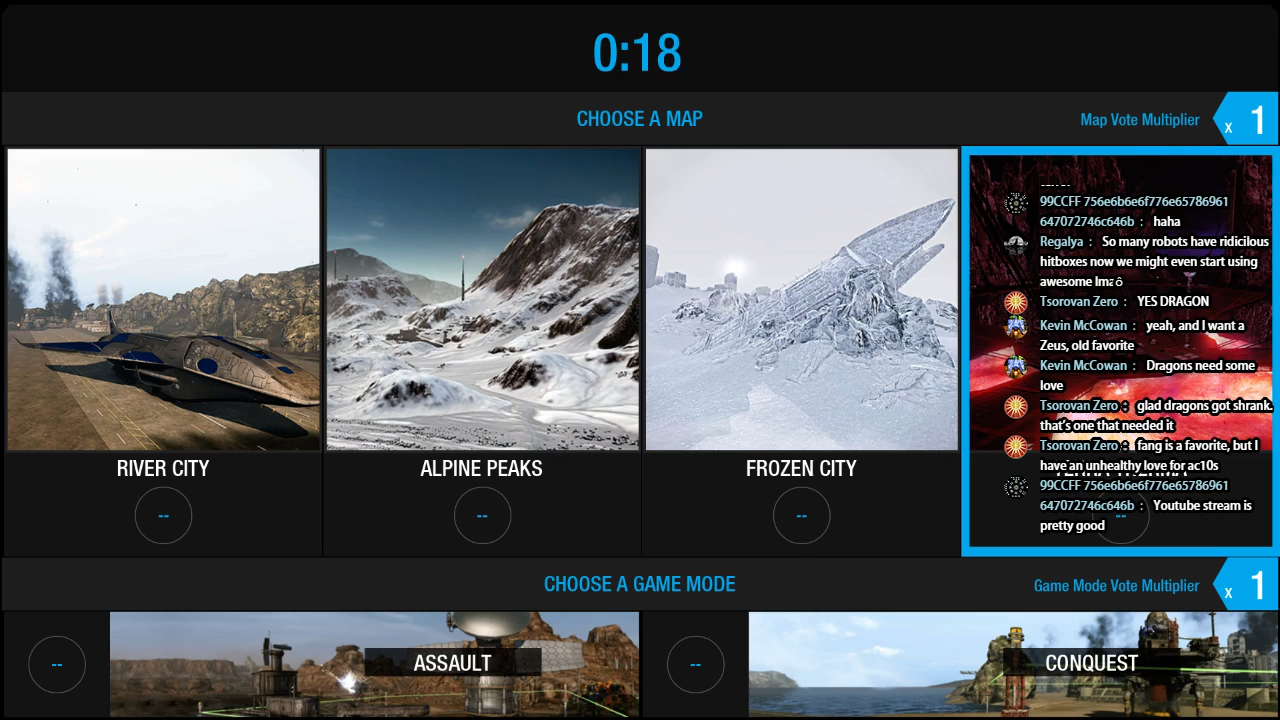 0:18
CHOOSE A MAP
Map Vote Multiplier
x 1
99CCFF 756e6b6e6f776e65786961
647072746c646b : haha
Regalya : So many robots have ridicilous
hitboxes now we might even start using
awesome
Tsorovan Zero : YES DRAGON
Kevin McCowan : yeah, and I want a
Zeus, old favorite
Kevin McCowan : Dragons need some
love
Tsorovan Zero : glad dragons got shrank.
that's one that needed it
Tsorovan Zero : fang is a favorite, but I
have an unhealthy love for ac10s
99CCFF 756e6b6e6f776e65786961
647072746c646b : Youtube stream is
pretty good
RIVER CITY
ALPINE PEAKS
FROZEN CITY
--
--
--
--
CHOOSE A GAME MODE
Game Mode Vote Multiplier
x 1
--
ASSAULT
--
CONQUEST